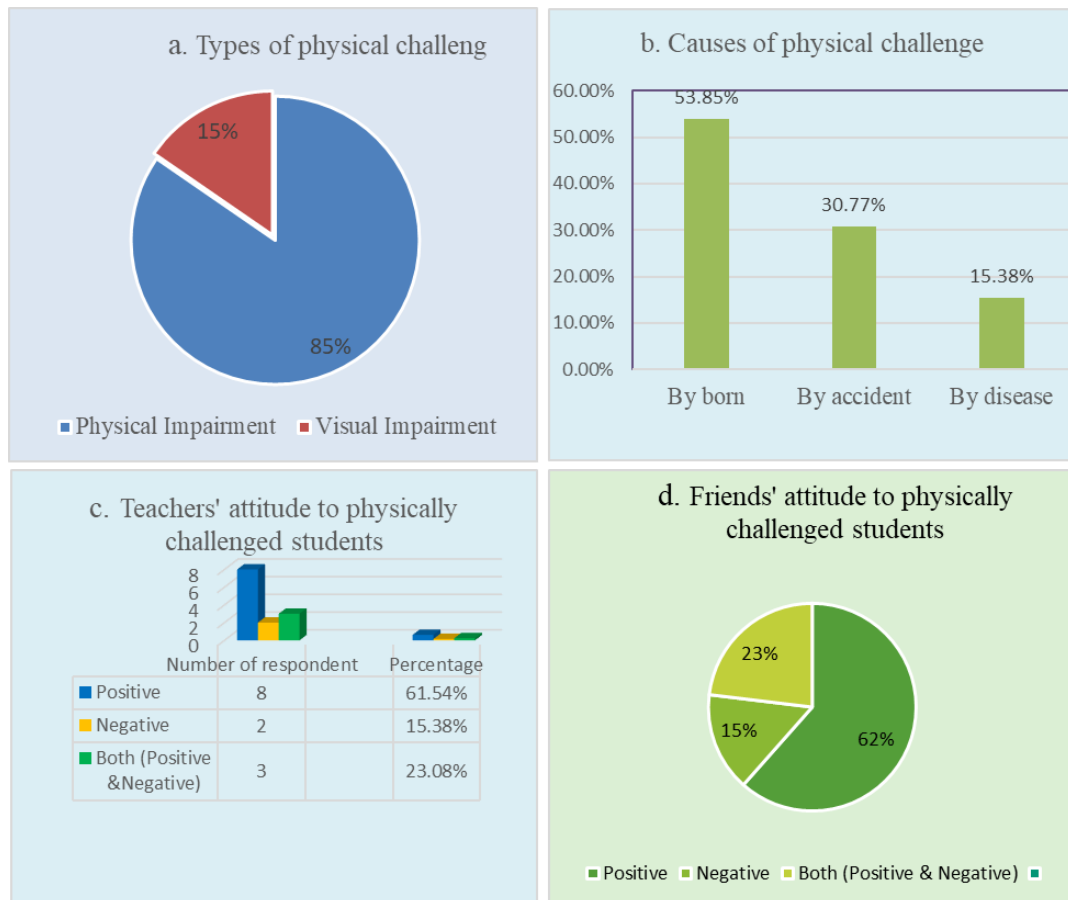 a. Types of physical challeng
15%
85%
Physical Impairment Visual Impairment
b. Causes of physical challenge
60.00%
50.00%
40.00%
30.00%
20.00%
10.00%
0.00%
53.85%
30.77%
15.38%
By born By accident By disease
c. Teachers' attitude to physically
challenged students
8
6
4
2
0
Number of respondent Percentage
Positive 8 61.54%
Negative 2 15.38%
Both (Positive
&Negative) 3 23.08%
d. Friends' attitude to physically
challenged students
23%
15%
62%
Positive Negative Both (Positive & Negative)